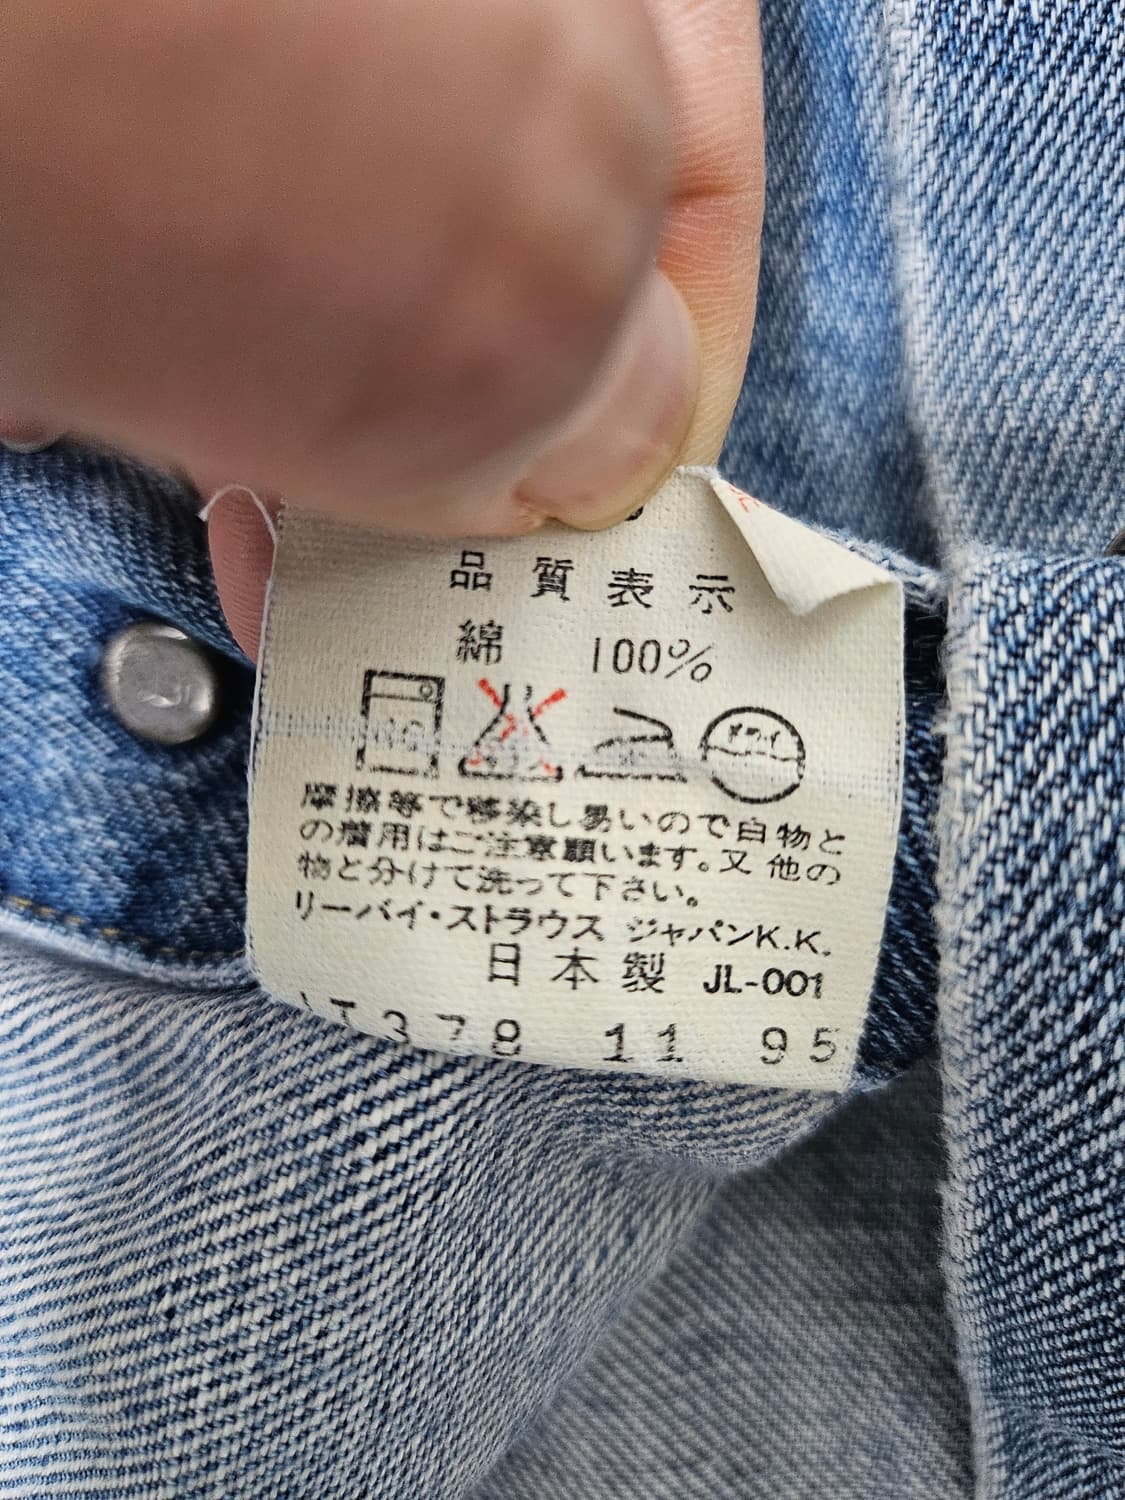 品質表示
綿 100%
40
ドライ
摩擦等で移染し易いので白物と
の着用はご注意願います。又他の
物と分けて洗って下さい。
リーバイ・ストラウス ジャパンK.K.
日本製 JL-001
JT378 11 95